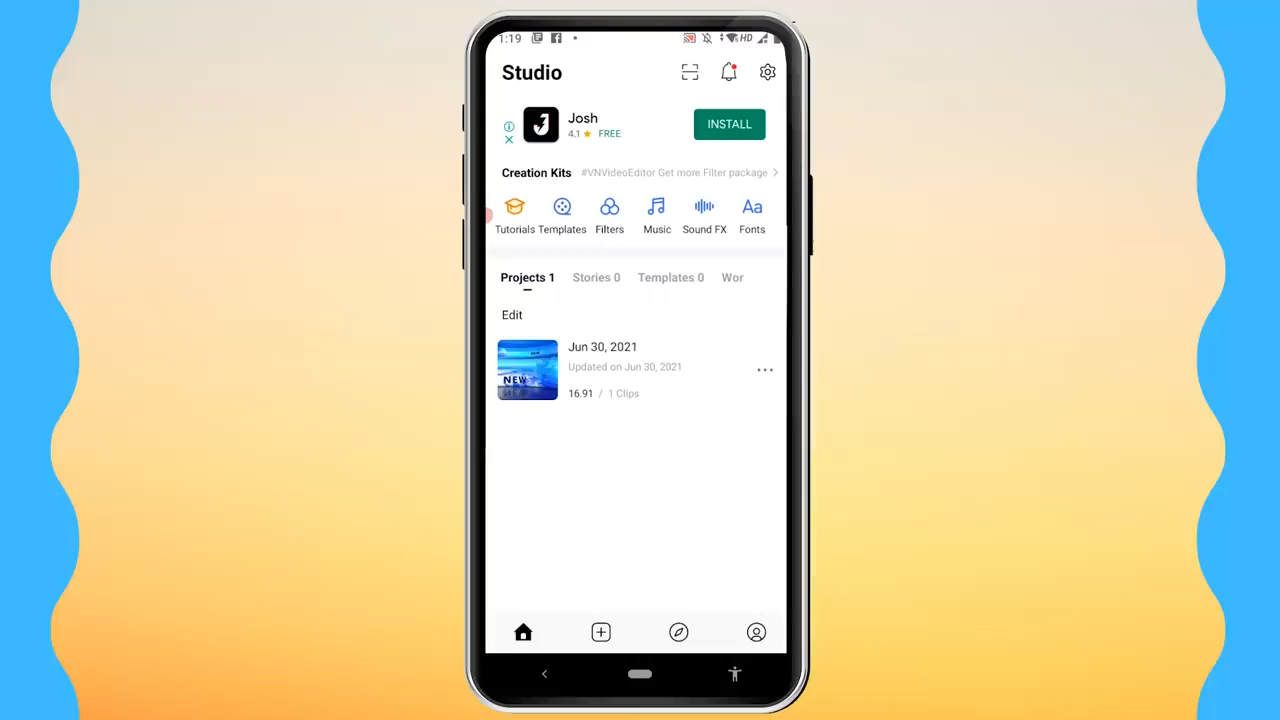 1:19 HD
Studio
Josh
4.1 ★ FREE
INSTALL
Creation Kits #VNVideoEditor Get more Filter package >
Aa
Tutorials Templates Filters Music Sound FX Fonts
Projects 1 Stories 0 Templates 0 Wor
Edit
Jun 30, 2021
Updated on Jun 30, 2021
16.91 / 1 Clips
NEW